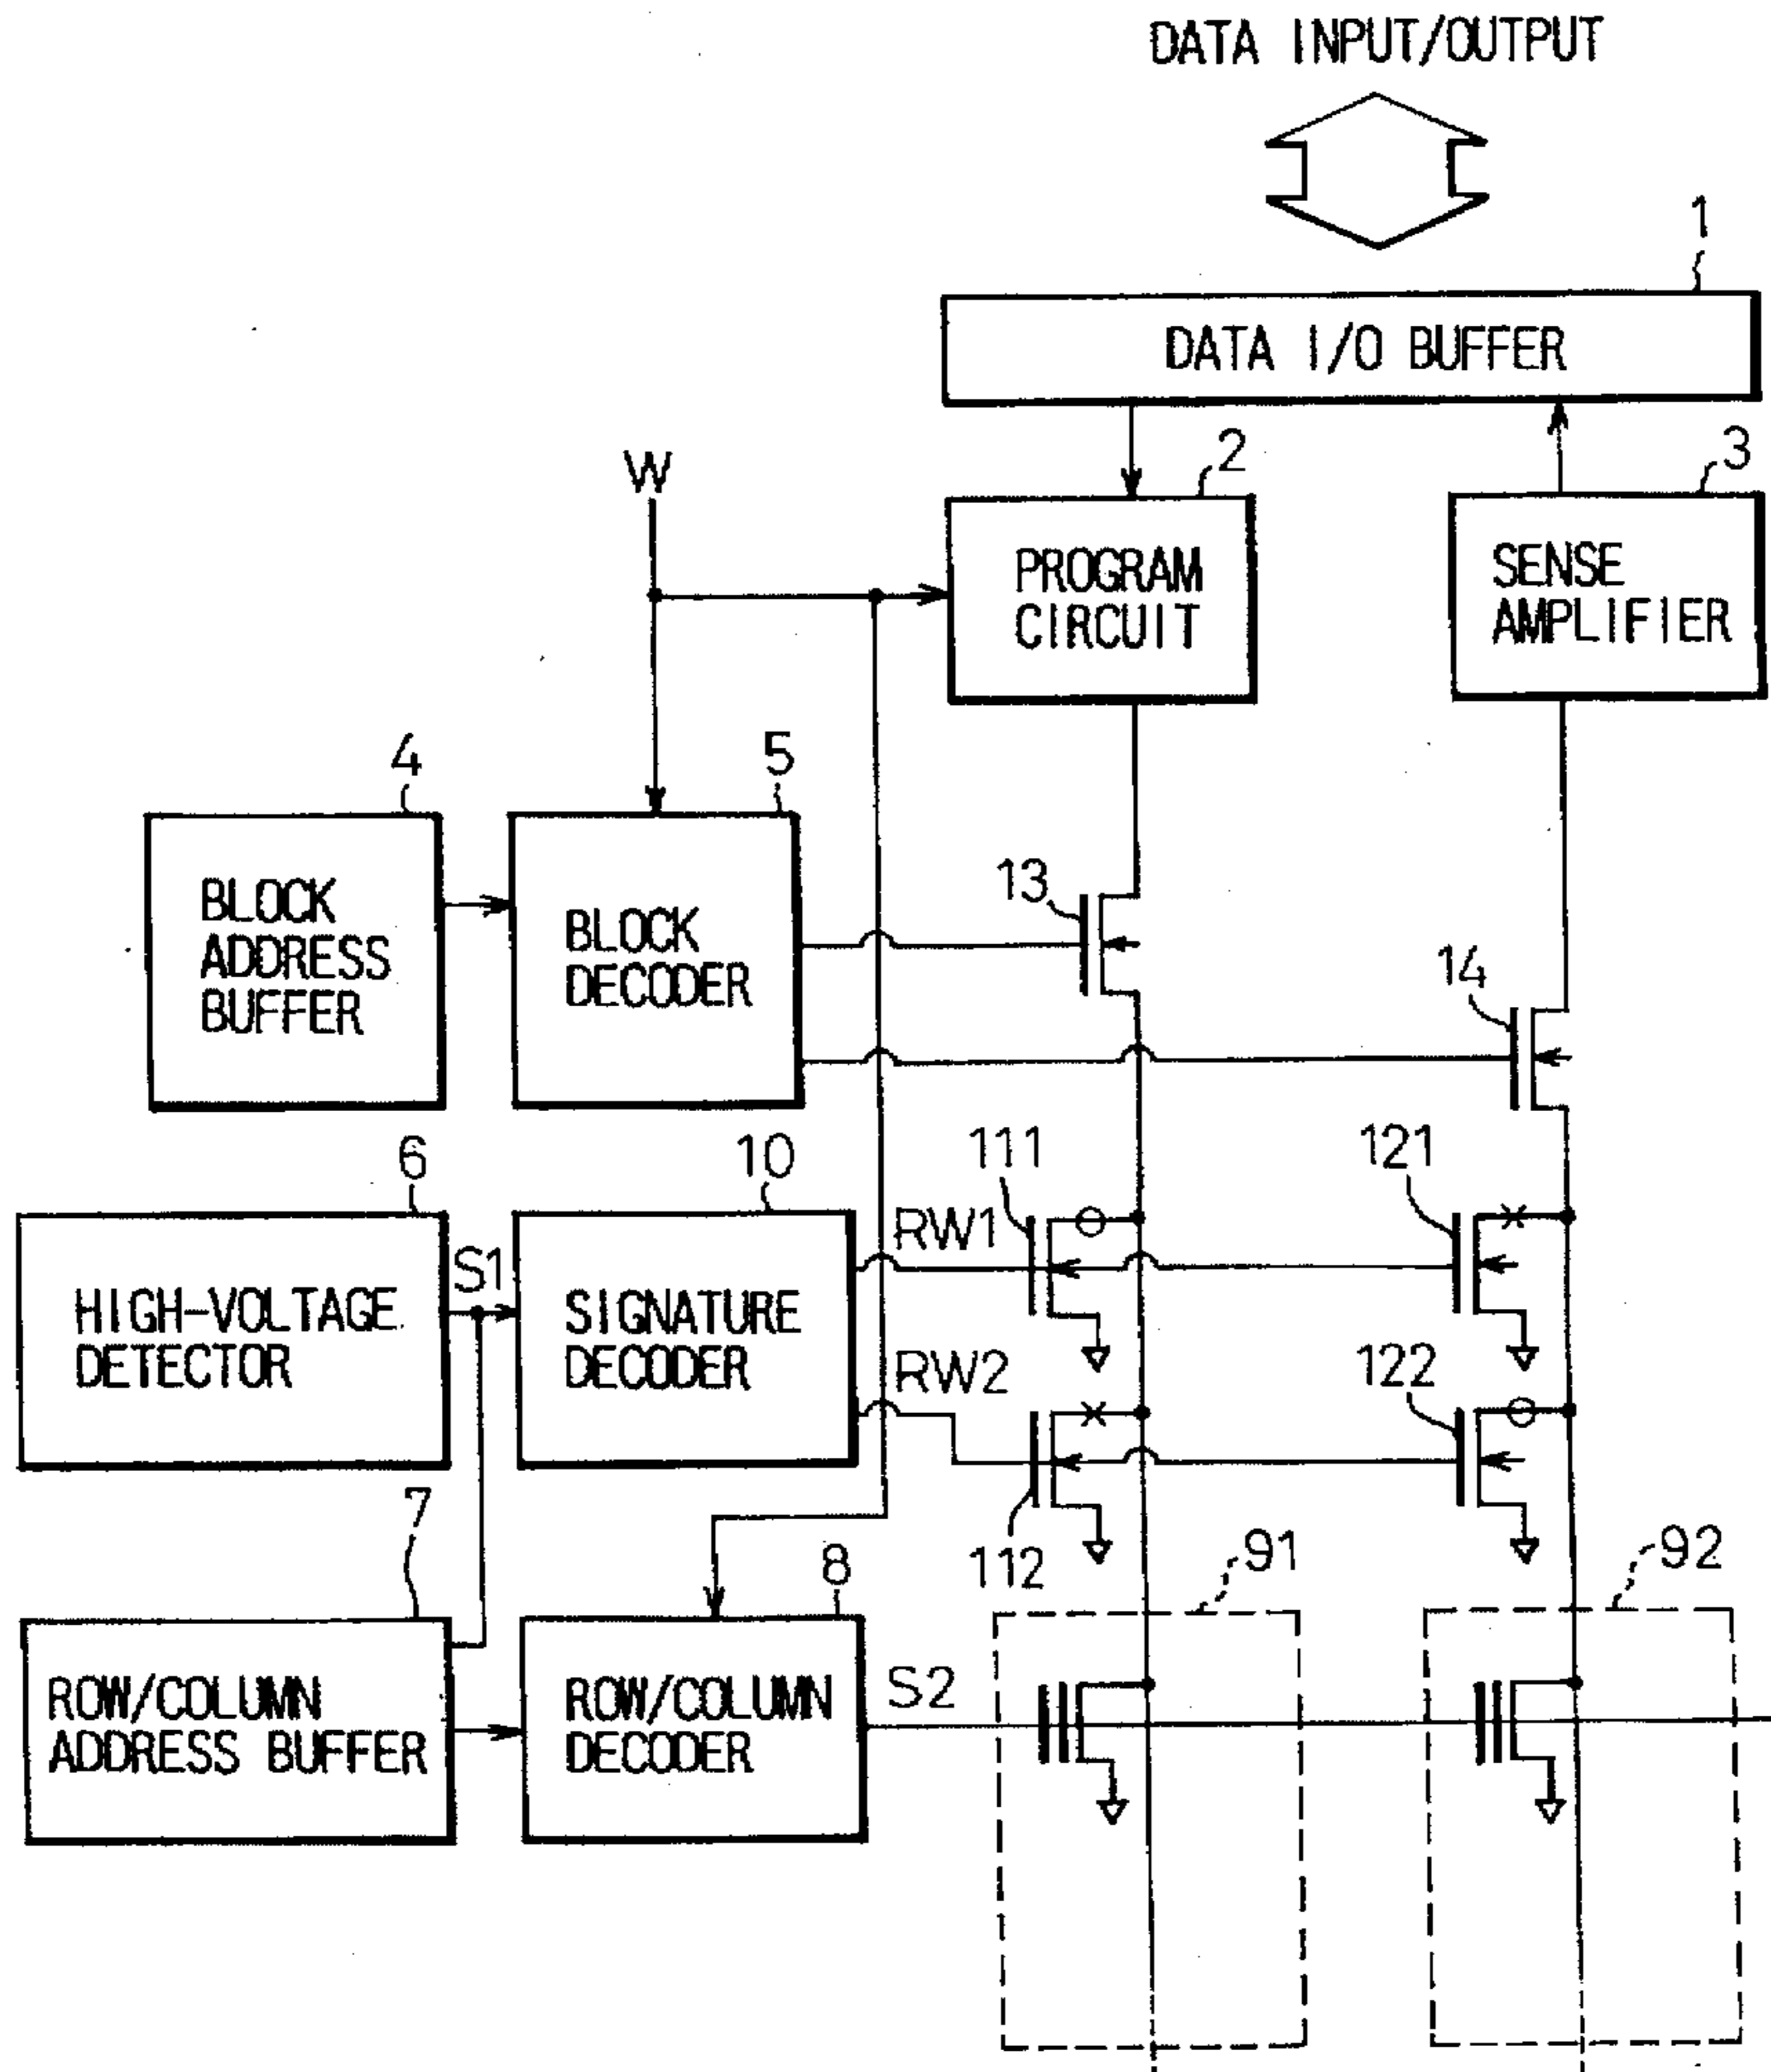 DATA INPUT/OUTPUT
1
DATA I/O BUFFER
W
2
3
PROGRAM
CIRCUIT
SENSE
AMPLIFIER
4
5
BLOCK
ADDRESS
BUFFER
BLOCK
DECODER
13
14
6
10
111
121
HIGH-VOLTAGE
DETECTOR
S1
SIGNATURE
DECODER
RW1
RW2
122
112
7
8
91
92
ROW/COLUMN
ADDRESS BUFFER
ROW/COLUMN
DECODER
S2